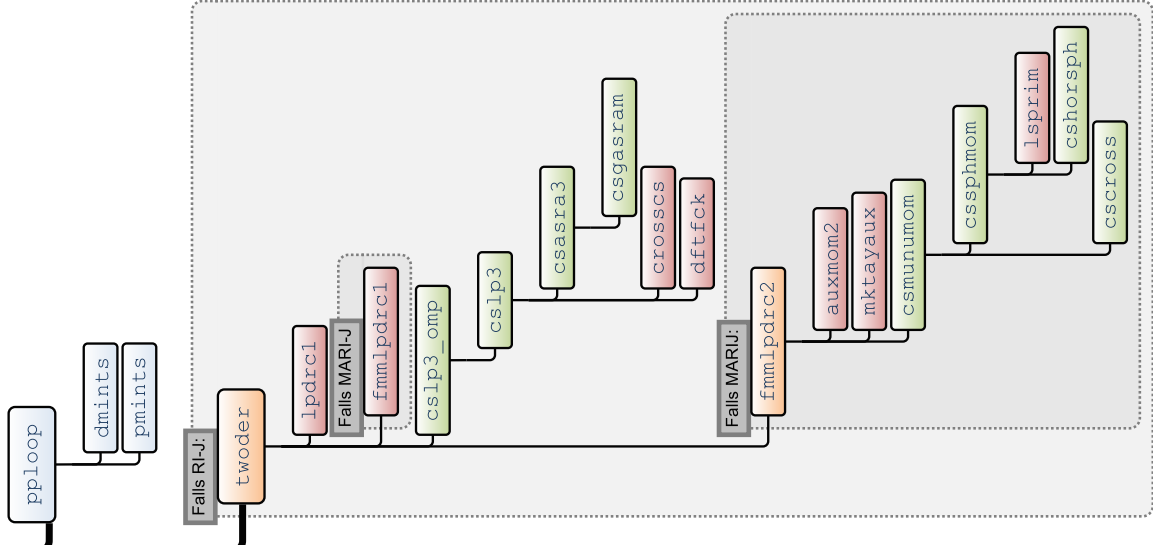 pploop
dmints
pmints
Falls RI-J:
twoder
lpdrc1
Falls MARI-J
fmmlpdrc1
cslp3_omp
cslp3
csasra3
csgasram
crosscs
dftfck
Falls MARIJ:
fmmlpdrc2
auxmom2
mktayaux
csmunumom
cssphmom
lsprim
cshorsph
cscross